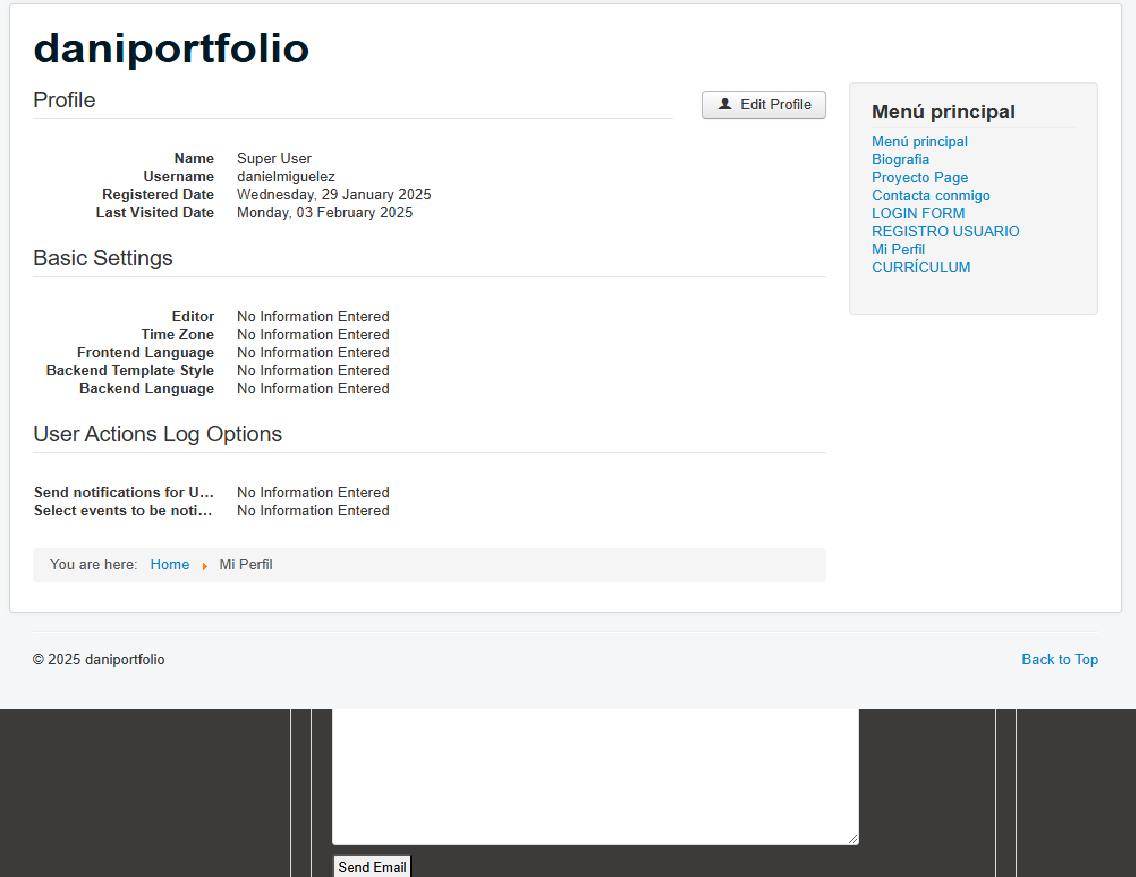 daniportfolio
Profile
Edit Profile
Name Super User
Username danielmiguelez
Registered Date Wednesday, 29 January 2025
Last Visited Date Monday, 03 February 2025
Basic Settings
Editor No Information Entered
Time Zone No Information Entered
Frontend Language No Information Entered
Backend Template Style No Information Entered
Backend Language No Information Entered
User Actions Log Options
Send notifications for U... No Information Entered
Select events to be noti... No Information Entered
You are here: Home Mi Perfil
Menú principal
Menú principal
Biografia
Proyecto Page
Contacta conmigo
LOGIN FORM
REGISTRO USUARIO
Mi Perfil
CURRÍCULUM
© 2025 daniportfolio
Back to Top
Send Email